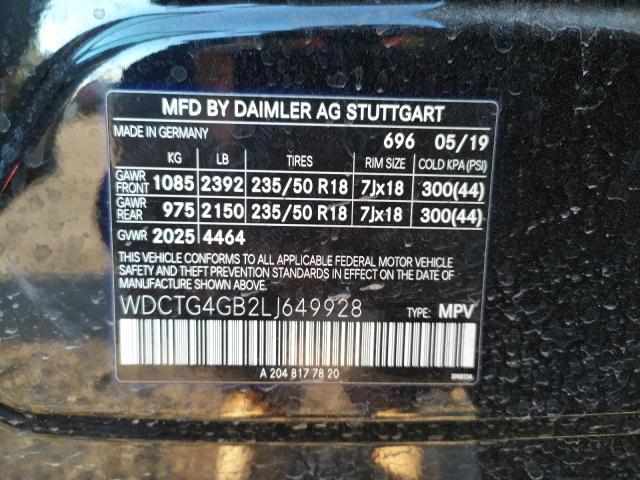 MFD BY DAIMLER AG STUTTGART
MADE IN GERMANY 696 05/19
KG LB TIRES RIM SIZE COLD KPA(PSI)
GAWR FRONT 1085 2392 235/50 R18 7Jx18 300(44)
GAWR REAR 975 2150 235/50 R18 7Jx18 300(44)
GVWR 2025 4464
THIS VEHICLE CONFORMS TO ALL APPLICABLE FEDERAL MOTOR VEHICLE
SAFETY AND THEFT PREVENTION STANDARDS IN EFFECT ON THE DATE OF
MANUFACTURE SHOWN ABOVE.
WDCTG4GB2LJ649928 TYPE: MPV
A 204 817 78 20